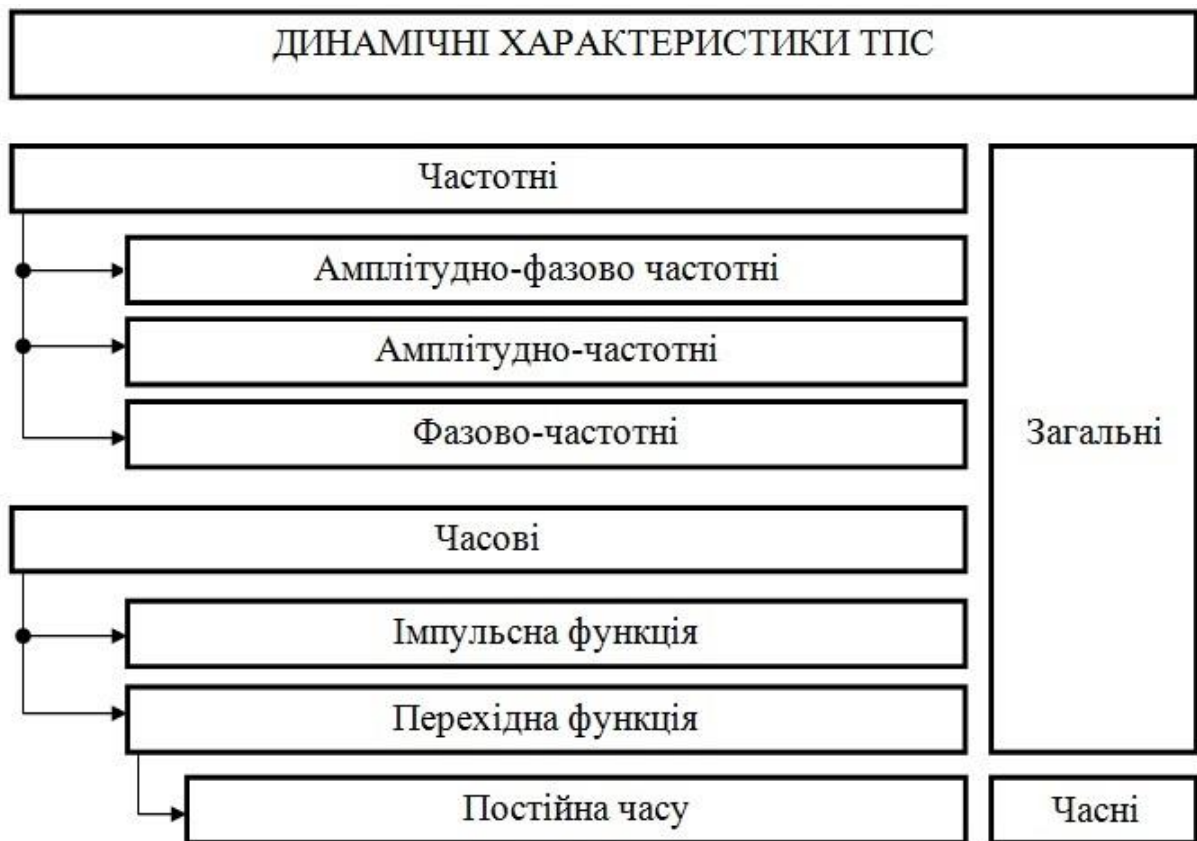 ДИНАМІЧНІ ХАРАКТЕРИСТИКИ ТПС
Частотні
Амплітудно-фазово частотні
Амплітудно-частотні
Фазово-частотні
Загальні
Часові
Імпульсна функція
Перехідна функція
Постійна часу
Часні